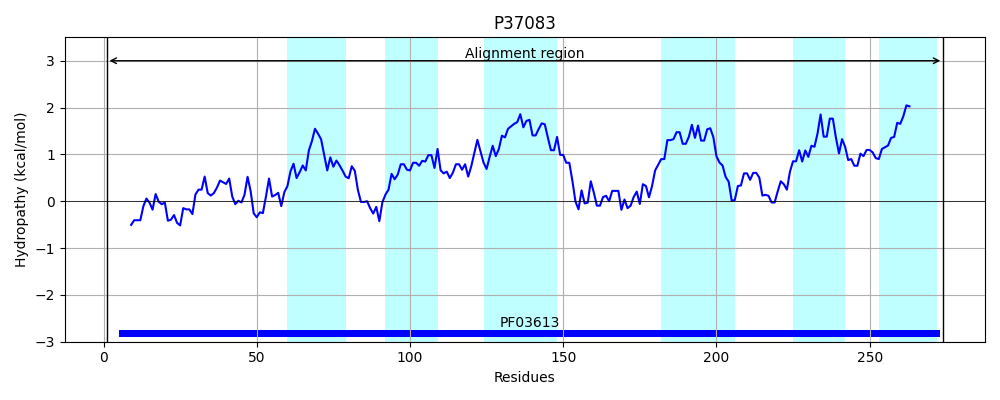 P37083
Alignment region
Hydropathy (kcal/mol)
3
2
1
0
−1
−2
−3
PF03613
0 50 100 150 200 250
Residues